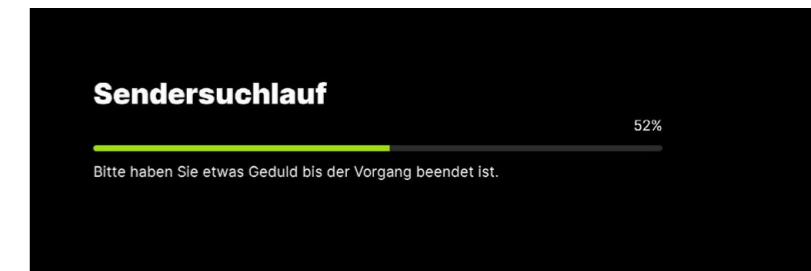 Sendersuchlauf
52%
Bitte haben Sie etwas Geduld bis der Vorgang beendet ist.